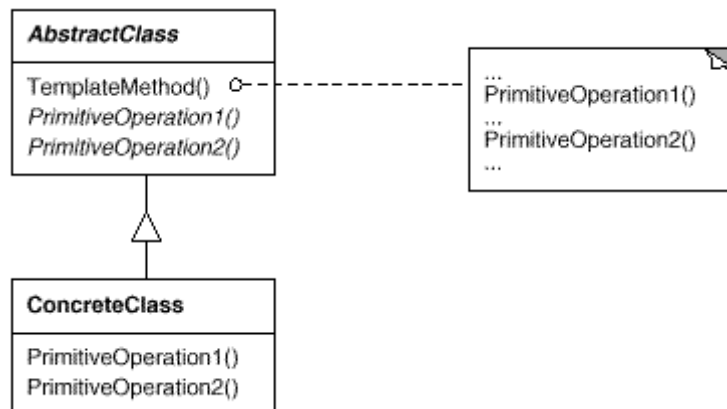 AbstractClass
TemplateMethod()
PrimitiveOperation1()
PrimitiveOperation2()
...
PrimitiveOperation1()
...
PrimitiveOperation2()
...
ConcreteClass
PrimitiveOperation1()
PrimitiveOperation2()